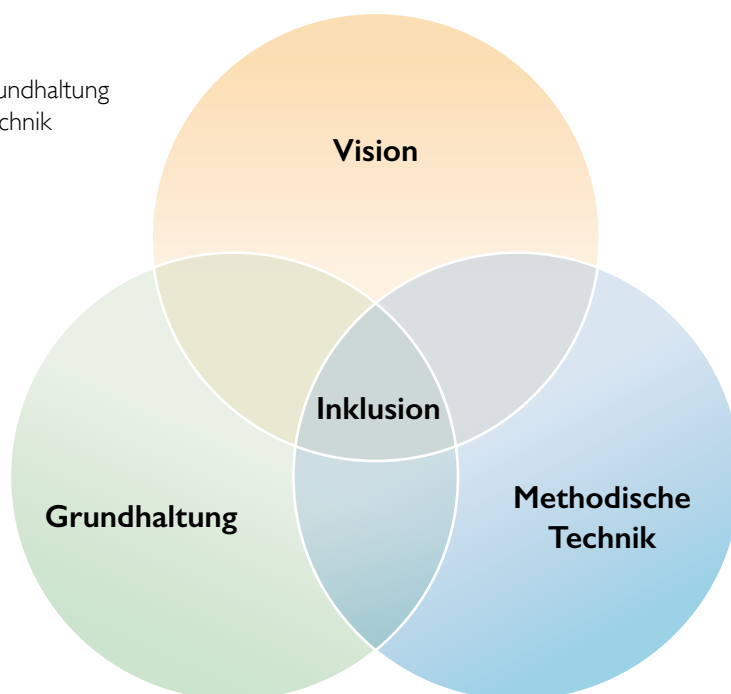 undhaltung
chnik
Vision
Inklusion
Grundhaltung
Methodische
Technik